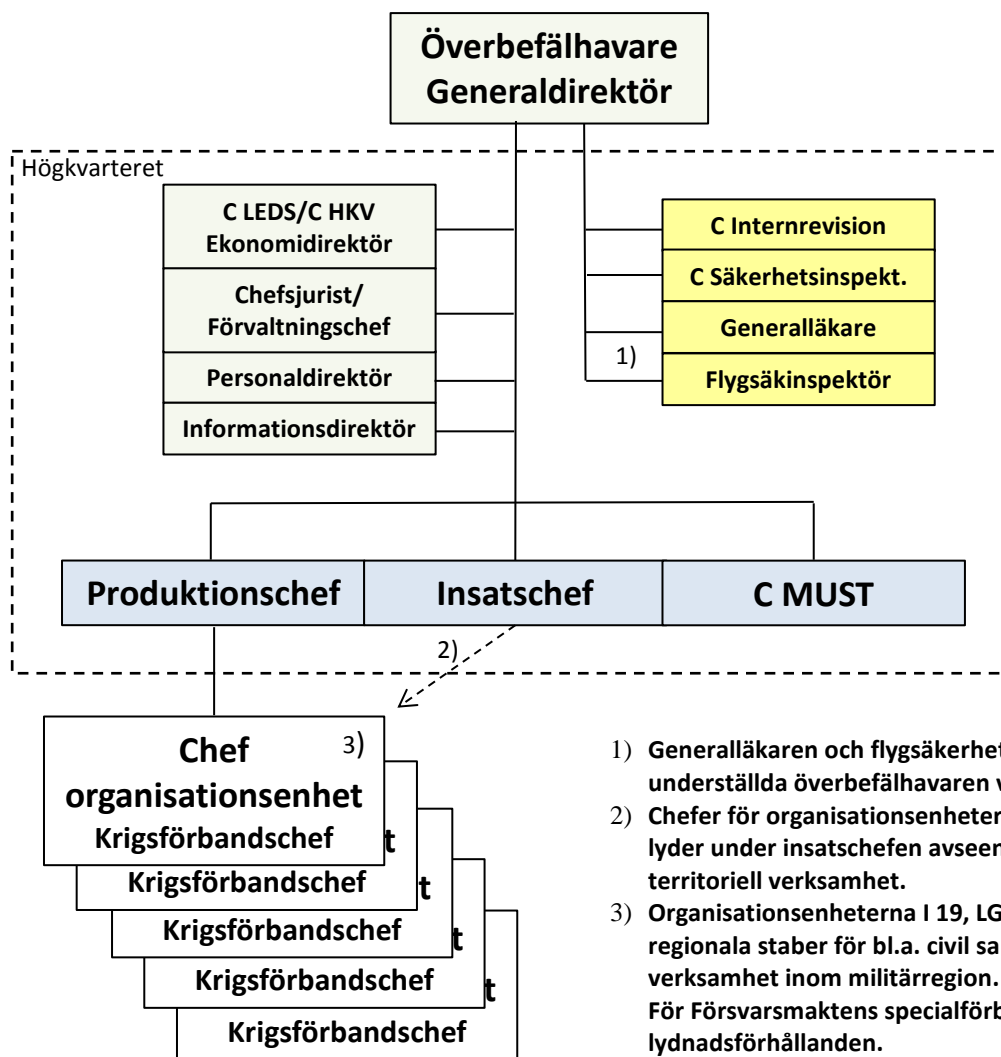 Överbefälhavare
Generaldirektör
Högkvarteret
C LEDS/C HKV
Ekonomidirektör
Chefsjurist/
Förvaltningschef
Personaldirektör
Informationsdirektör
C Internrevision
C Säkerhetsinspekt.
Generalläkare
1)
Flygsäkinspektör
Produktionschef
Insatschef
C MUST
2)
Chef 3)
organisationsenhet
Krigsförbandschef
t
Krigsförbandschef
t
Krigsförbandschef
t
Krigsförbandschef
t
Krigsförbandschef
1) Generalläkaren och flygsäkerhet
underställda överbefälhavaren v
2) Chefer för organisationsenheter
lyder under insatschefen avseen
territoriell verksamhet.
3) Organisationsenheterna I 19, LG
regionala staber för bl.a. civil sa
verksamhet inom militärregion.
För Försvarsmaktens specialförb
lydnadsförhållanden.